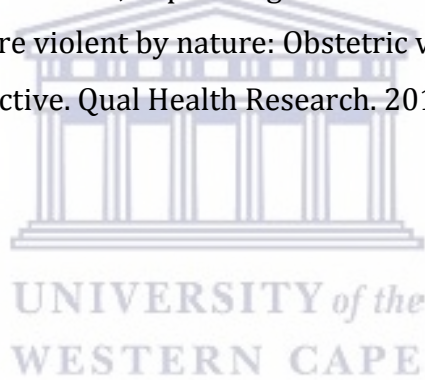 re violent by nature: Obstetric v
ctive. Qual Health Research. 201
UNIVERSITY of the
WESTERN CAPE